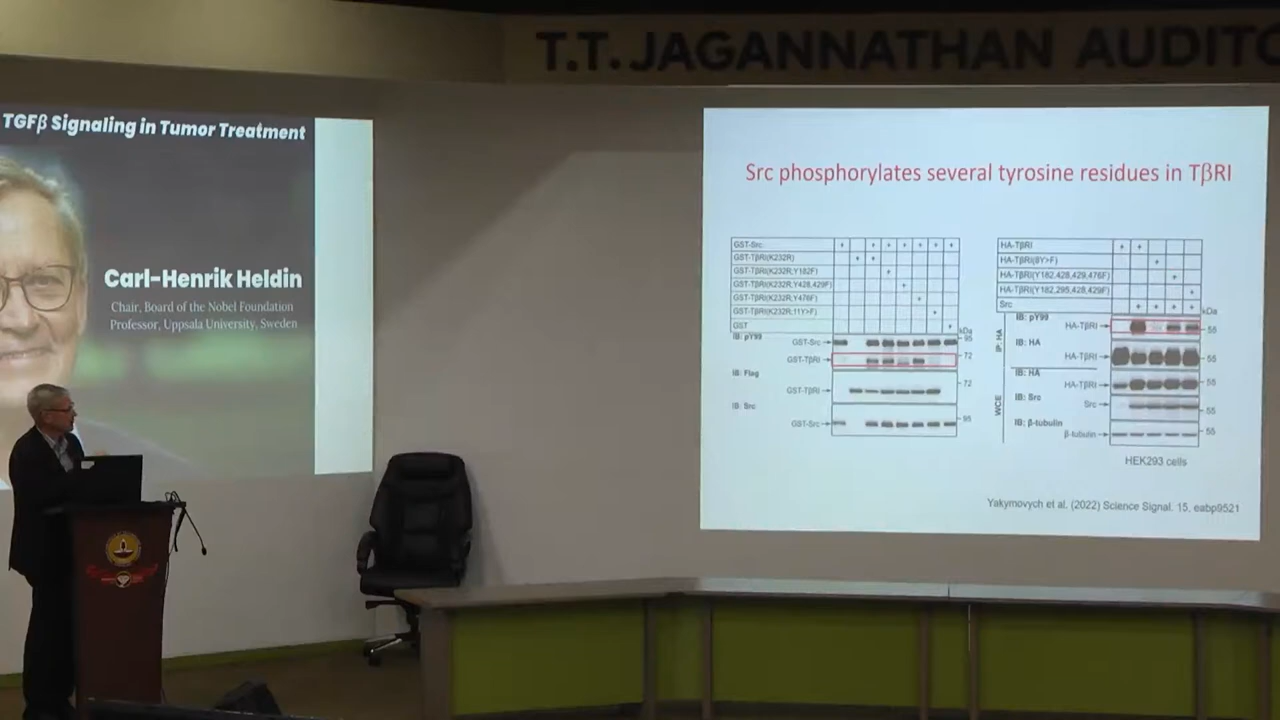 T.T. JAGANNATHAN AUDITO
TGFβ Signaling in Tumor Treatment
Carl-Henrik Heldin
Chair, Board of the Nobel Foundation
Professor, Uppsala University, Sweden
Src phosphorylates several tyrosine residues in TβRI
GST-Src + + + + + + +
GST-TβRI(K232R) + +
GST-TβRI(K232R;Y182F) +
GST-TβRI(K232R;Y428,429F) +
GST-TβRI(K232R;Y476F) +
GST-TβRI(K232R;11Y>F) +
GST +
kDa
IB: pY99
GST-Src 95
GST-TβRI 72
IB: Flag
GST-TβRI 72
IB: Src
GST-Src 95
HA-TβRI + +
HA-TβRI(8Y>F) +
HA-TβRI(Y182,428,429,476F) +
HA-TβRI(Y182,295,428,429F) +
Src + + + +
kDa
IP: HA
IB: pY99
HA-TβRI 55
IB: HA
HA-TβRI 55
WCE
IB: HA
HA-TβRI 55
IB: Src
Src 55
IB: β-tubulin
β-tubulin 55
HEK293 cells
Yakymovych et al. (2022) Science Signal. 15, eabp9521